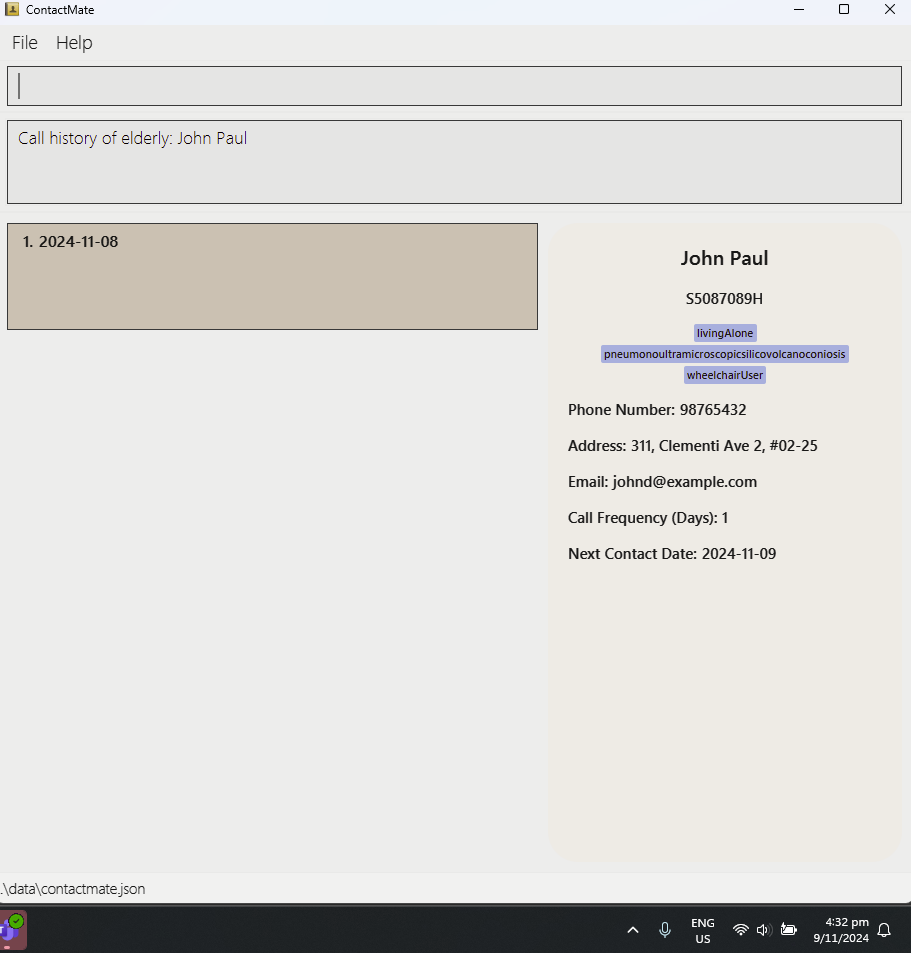 ContactMate
File Help
Call history of elderly: John Paul
1. 2024-11-08
John Paul
S5087089H
livingAlone
pneumonoultramicroscopicsilicovolcanoconiosis
wheelchairUser
Phone Number: 98765432
Address: 311, Clementi Ave 2, #02-25
Email: johnd@example.com
Call Frequency (Days): 1
Next Contact Date: 2024-11-09
.\data\contactmate.json
ENG
US
4:32 pm
9/11/2024